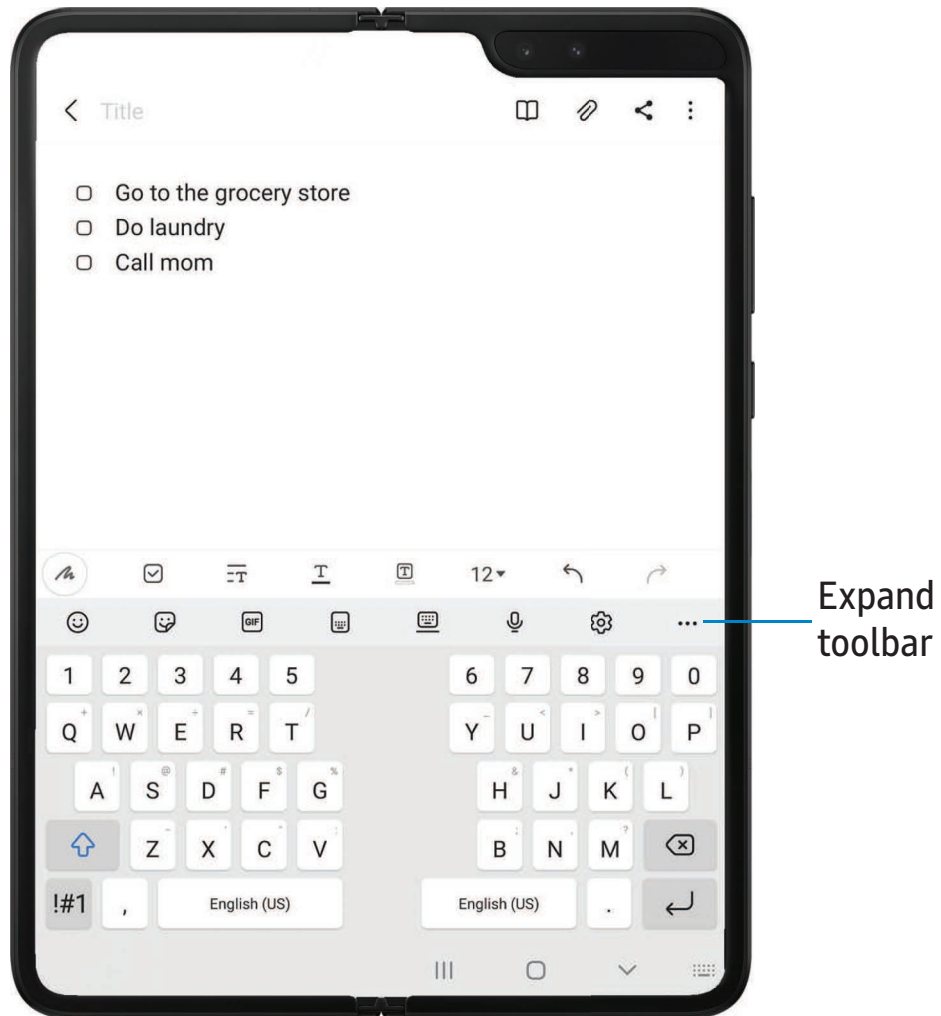 Title
Go to the grocery store
Do laundry
Call mom
T T T 12
GIF
Expand
toolbar
1 2 3 4 5 6 7 8 9 0
Q W E R T Y U I O P
A S D F G H J K L
Z X C V B N M
!#1 , English (US) English (US) .